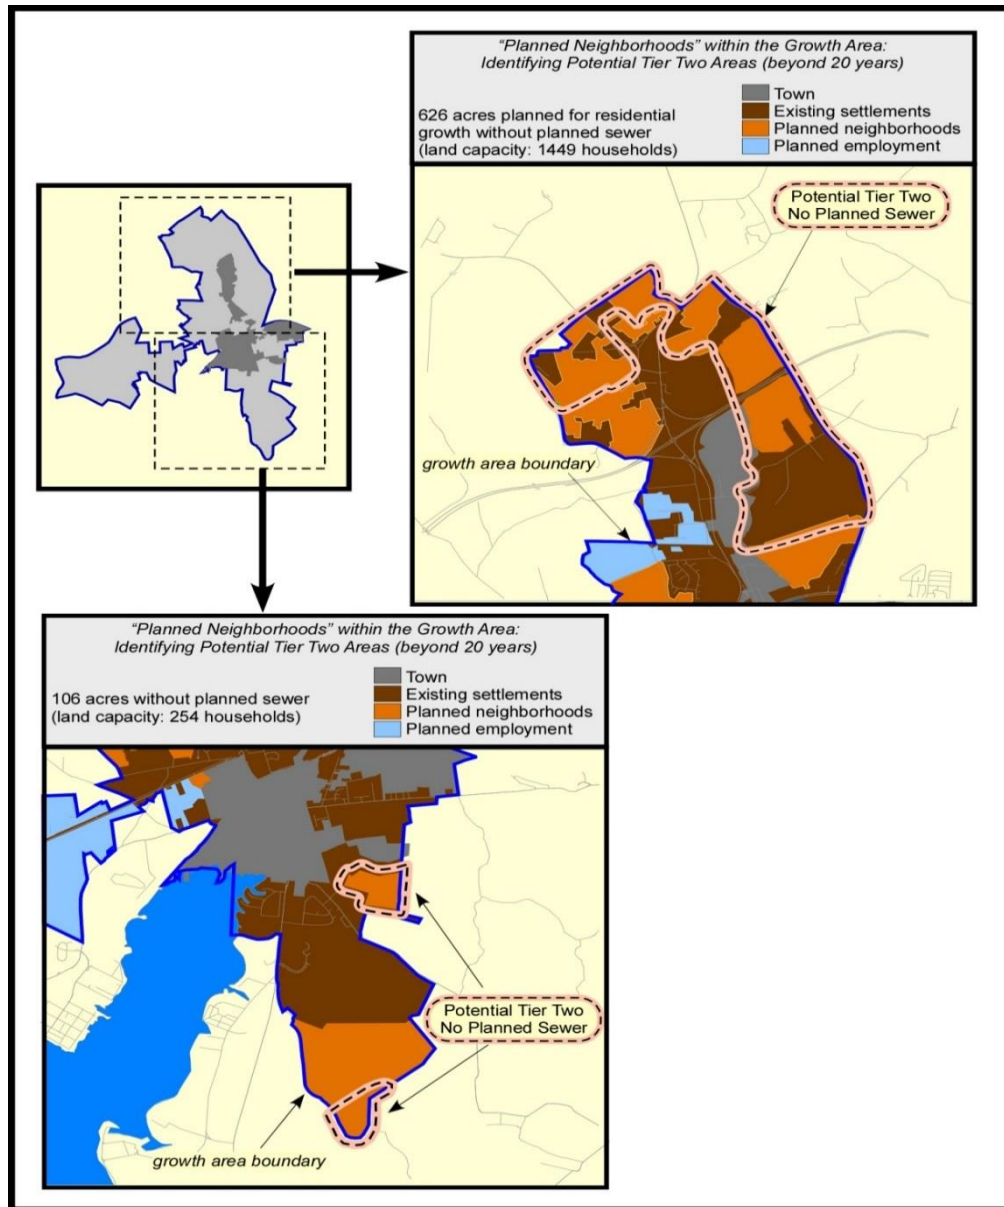 “Planned Neighborhoods” within the Growth Area:
Identifying Potential Tier Two Areas (beyond 20 years)
626 acres planned for residential
growth without planned sewer
(land capacity: 1449 households)
Town
Existing settlements
Planned neighborhoods
Planned employment
Potential Tier Two
No Planned Sewer
growth area boundary
“Planned Neighborhoods” within the Growth Area:
Identifying Potential Tier Two Areas (beyond 20 years)
106 acres without planned sewer
(land capacity: 254 households)
Town
Existing settlements
Planned neighborhoods
Planned employment
Potential Tier Two
No Planned Sewer
growth area boundary